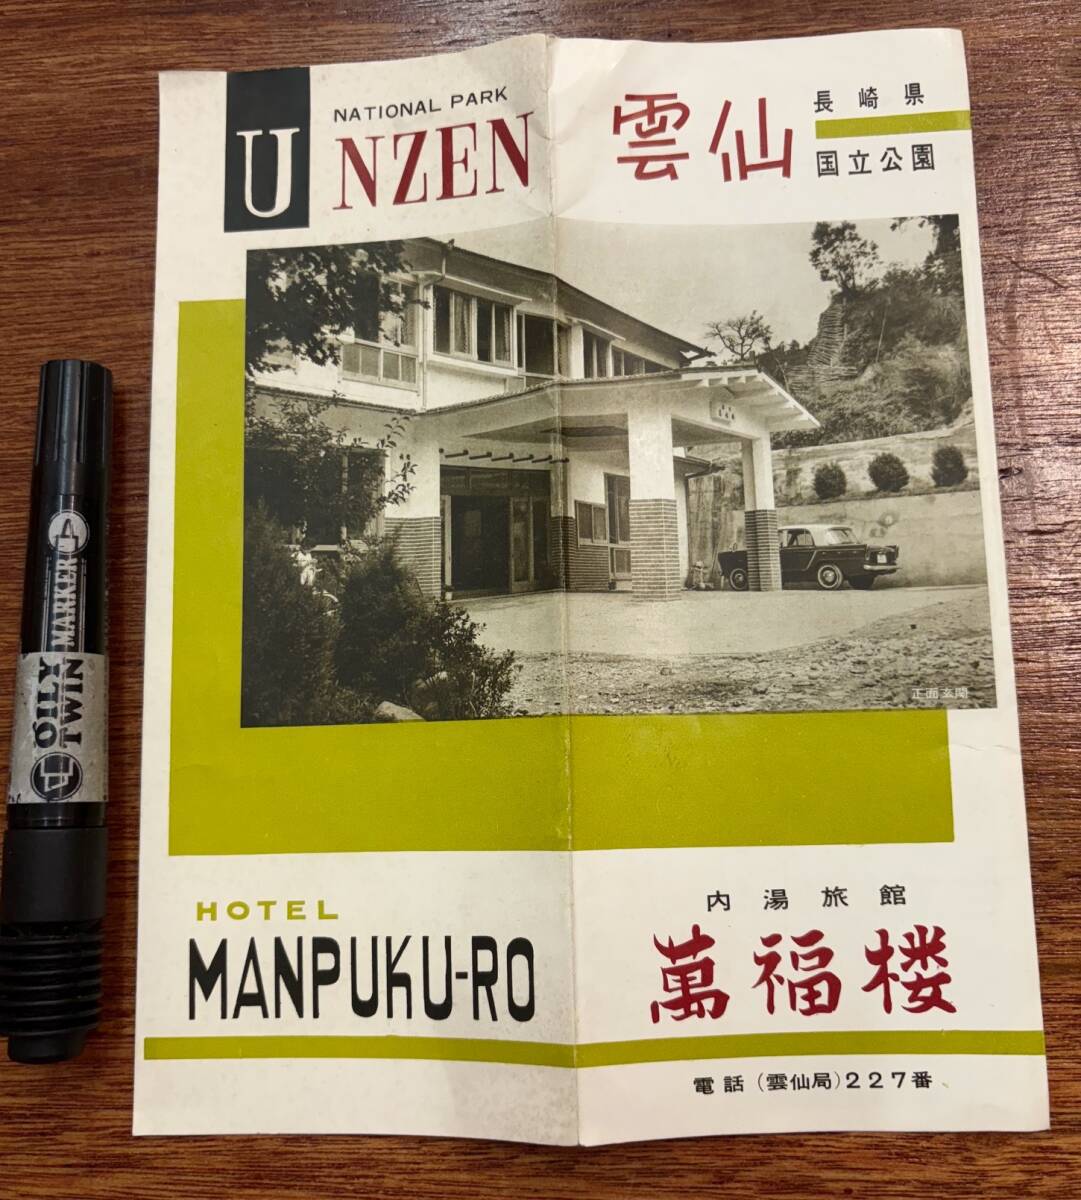 NATIONAL PARK
UNZEN
雲仙
長崎県
国立公園
正面玄関
HOTEL
MANPUKU-RO
内湯旅館
萬福楼
電話(雲仙局)227番
OILY
TWIN
MARKER